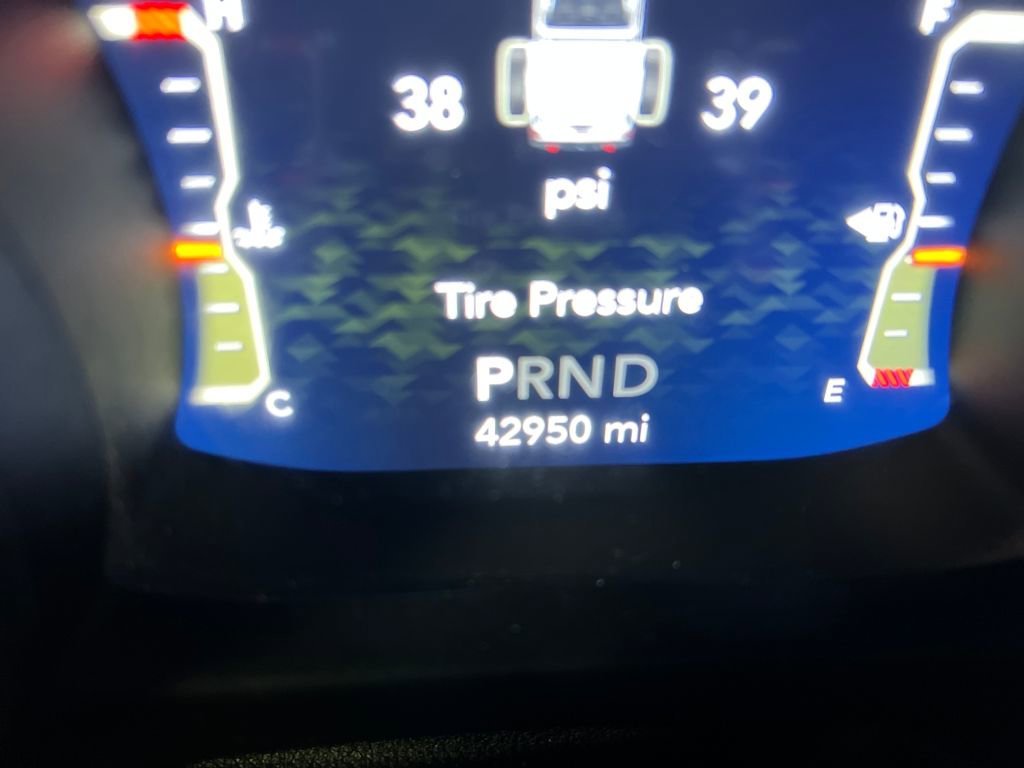 H F
38 39
psi
Tire Pressure
PRND
C E
42950 mi